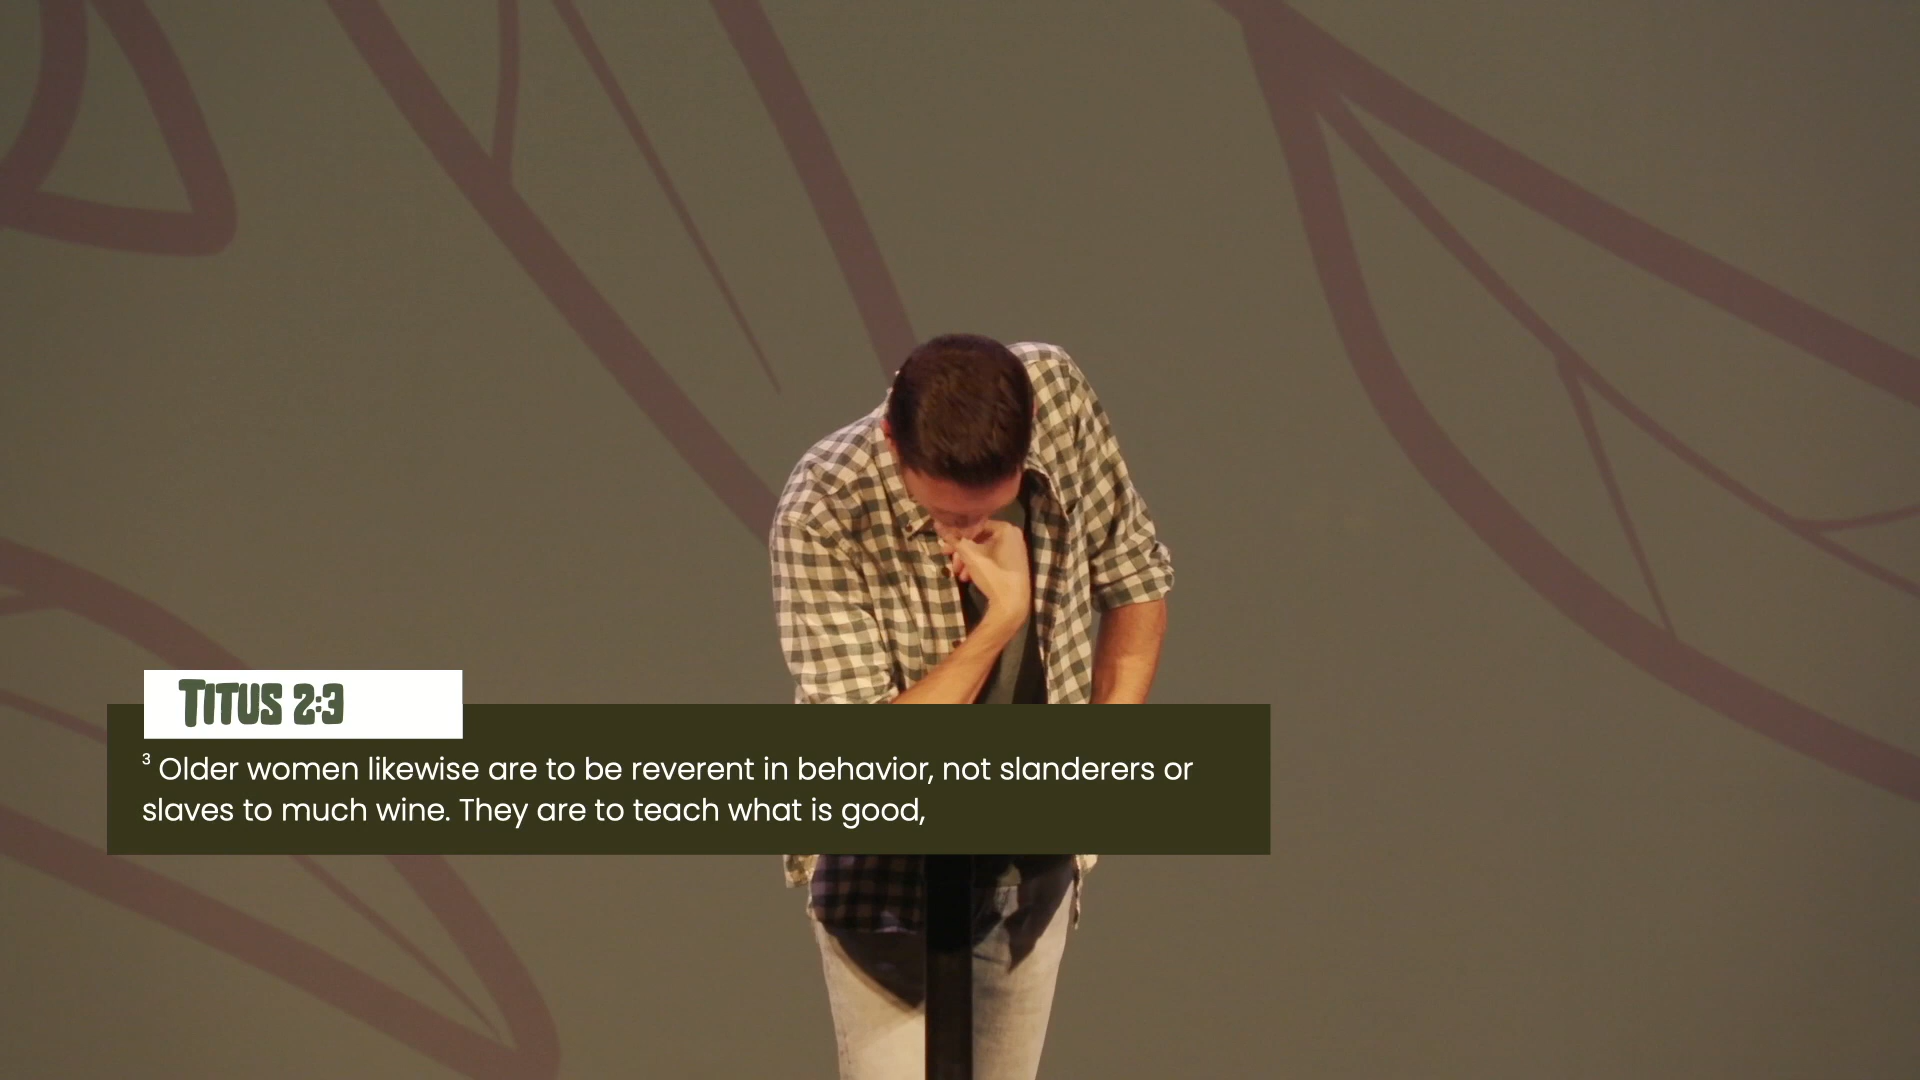 TITUS 2:3
³ Older women likewise are to be reverent in behavior, not slanderers or
slaves to much wine. They are to teach what is good,